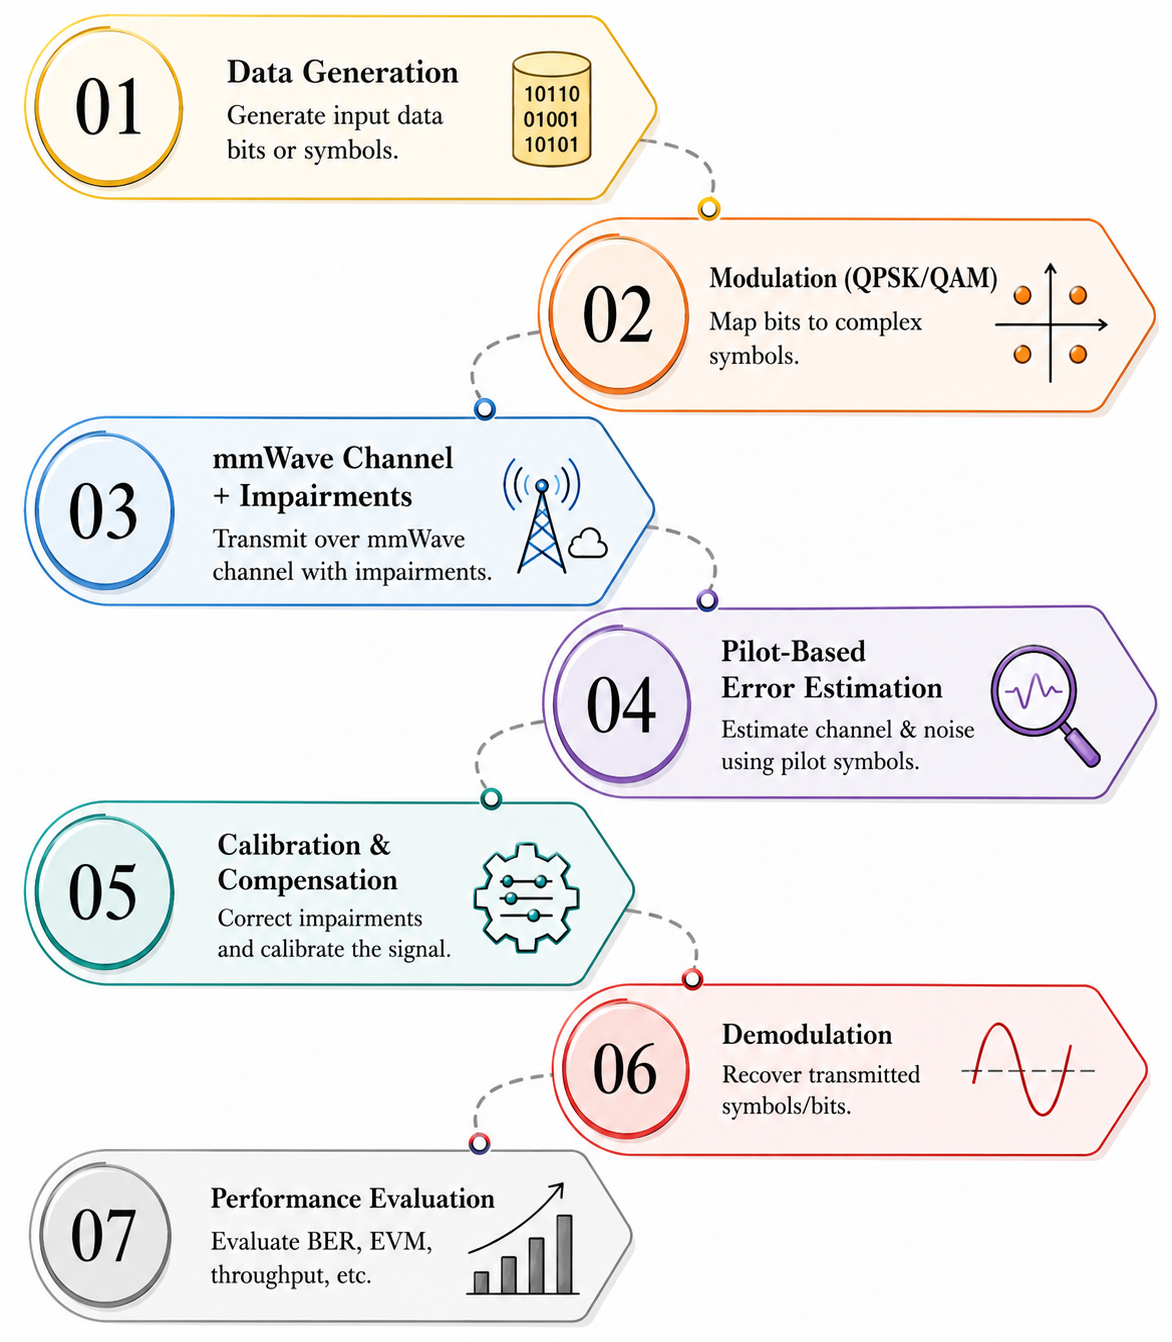 01
Data Generation
Generate input data
bits or symbols.
10110
01001
10101
02
Modulation (QPSK/QAM)
Map bits to complex
symbols.
03
mmWave Channel
+ Impairments
Transmit over mmWave
channel with impairments.
04
Pilot-Based
Error Estimation
Estimate channel & noise
using pilot symbols.
05
Calibration &
Compensation
Correct impairments
and calibrate the signal.
06
Demodulation
Recover transmitted
symbols/bits.
07
Performance Evaluation
Evaluate BER, EVM,
throughput, etc.